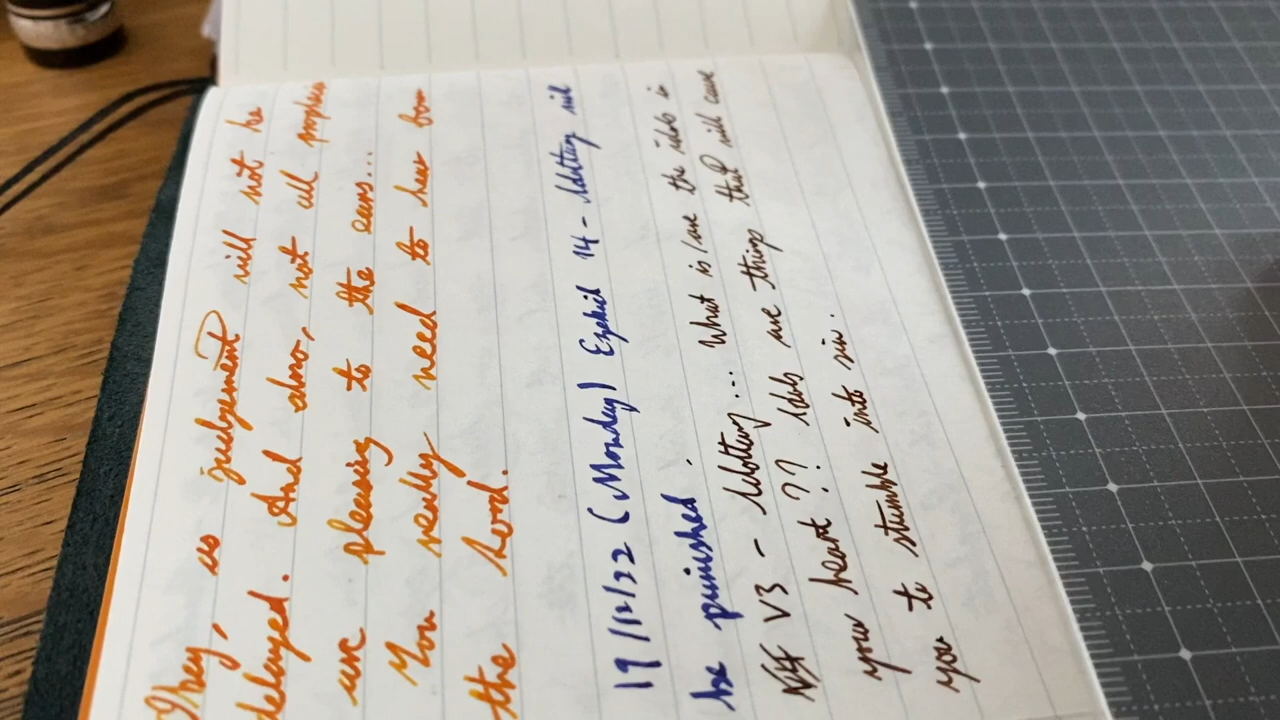 They, as judgement will not be
delayed. And also, not all prophecies
are pleasing to the ears...
You really need to hear from
the Lord.
19/12/22 (Monday) Ezekiel 14 - Idolatry will
be punished.
V3 - Idolatry... What is/are the idols in
your heart?? Idols are things that will cause
you to stumble into sin.